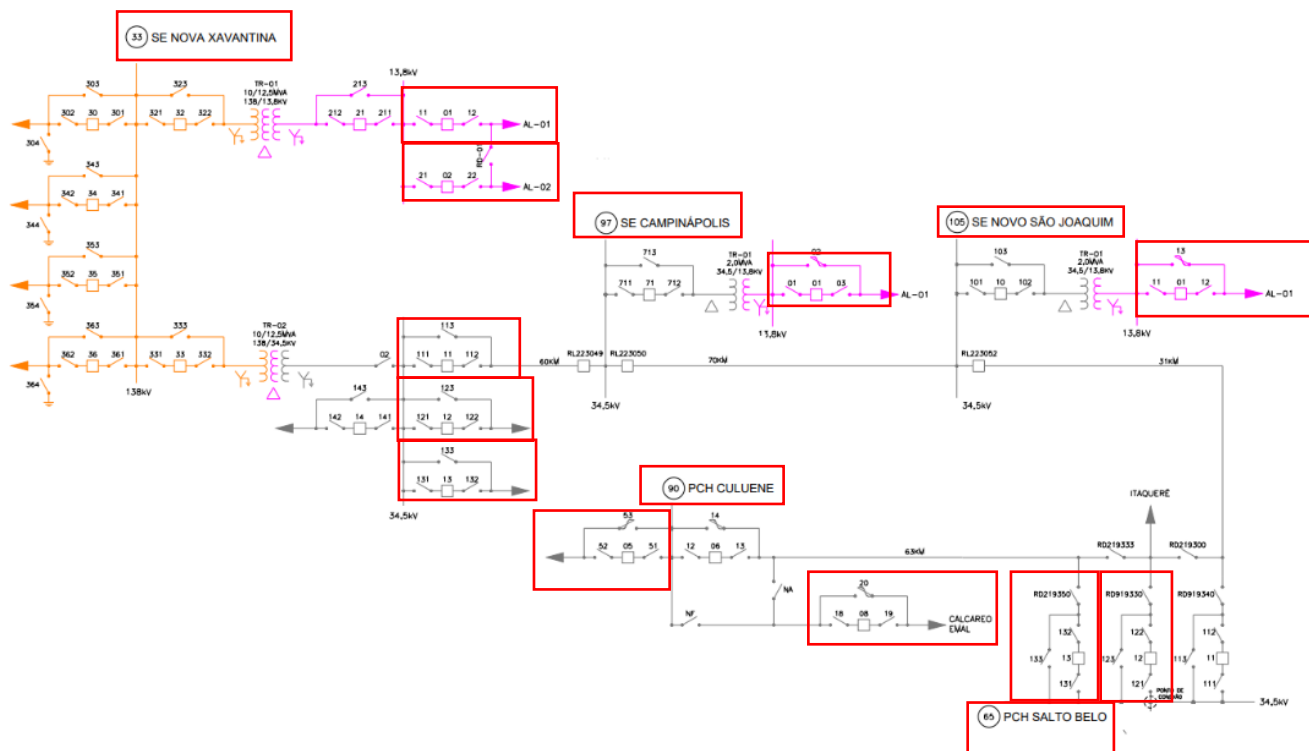 33 SE NOVA XAVANTINA
303
323
TR-01
10/12,5MVA
138/13,8KV
213
13,8kV
302 30 301 321 32 322
212 21 211 11 01 12
AL-01
304
RD-01
343
342 34 341
21 02 22
AL-02
344
353
352 35 351
354
97 SE CAMPINÁPOLIS
105 SE NOVO SÃO JOAQUIM
713
TR-01
2,0MVA
34,5/13,8KV
02
711 71 712
01 01 03
AL-01
13,8kV
103
TR-01
2,0MVA
34,5/13,8KV
13
101 10 102
11 01 12
AL-01
13,8kV
363
333
TR-02
10/12,5MVA
138/34,5KV
113
362 36 361 331 33 332
02
111 11 112
60KM
RL223049
RL223050
70KM
RL223052
31KM
364
138kV
34,5kV
34,5kV
143
123
142 14 141
121 12 122
133
131 13 132
34,5kV
90 PCH CULUENE
53
14
52 05 51
12 06 13
63KM
ITAQUERÊ
RD219333
RD219300
NA
NF
20
18 08 19
CALCAREO
EMAL
RD219350
RD919330
RD919340
132
122
112
133 13
123 12
113 11
131
121
111
PONTO DE
CONEXÃO
34,5kV
65 PCH SALTO BELO